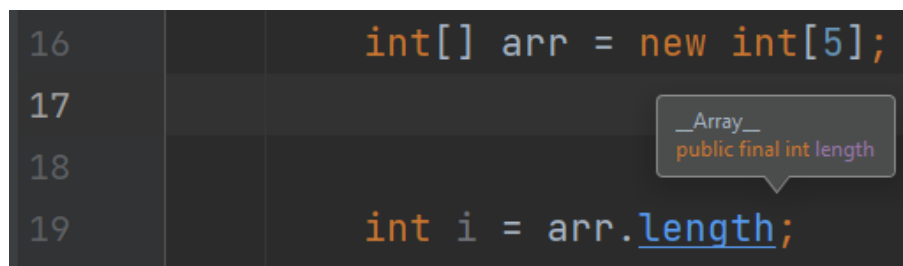 16 int[] arr = new int[5];
17
__Array__
public final int length
18
19 int i = arr.length;